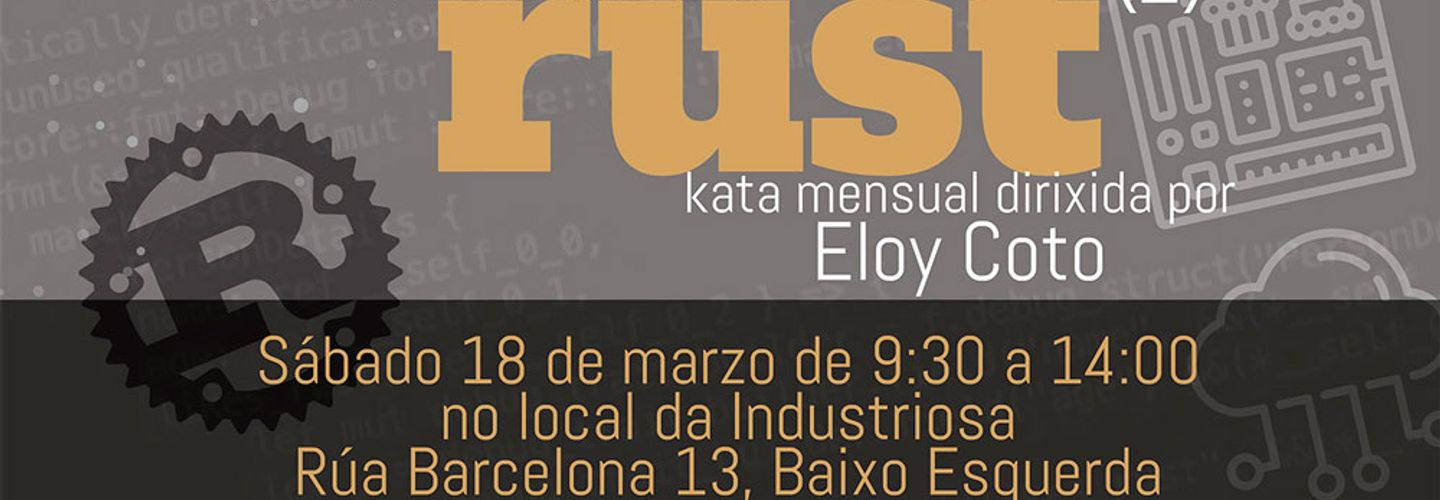 rust
kata mensual dirixida por
Eloy Coto
Sábado 18 de marzo de 9:30 a 14:00
no local da Industriosa
Rúa Barcelona 13, Baixo Esquerda